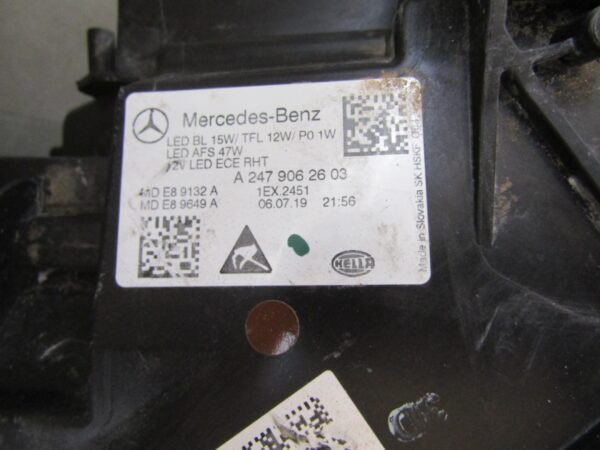 Mercedes-Benz
LED BL 15W/ TFL 12W/ PO 1W
LED AFS 47W
12V LED ECE RHT
A 247 906 26 03
MD E8 9132 A 1EX.2451
MD E8 9649 A 06.07.19 21:56
HELLA
Made in Slovakia SK HSKF